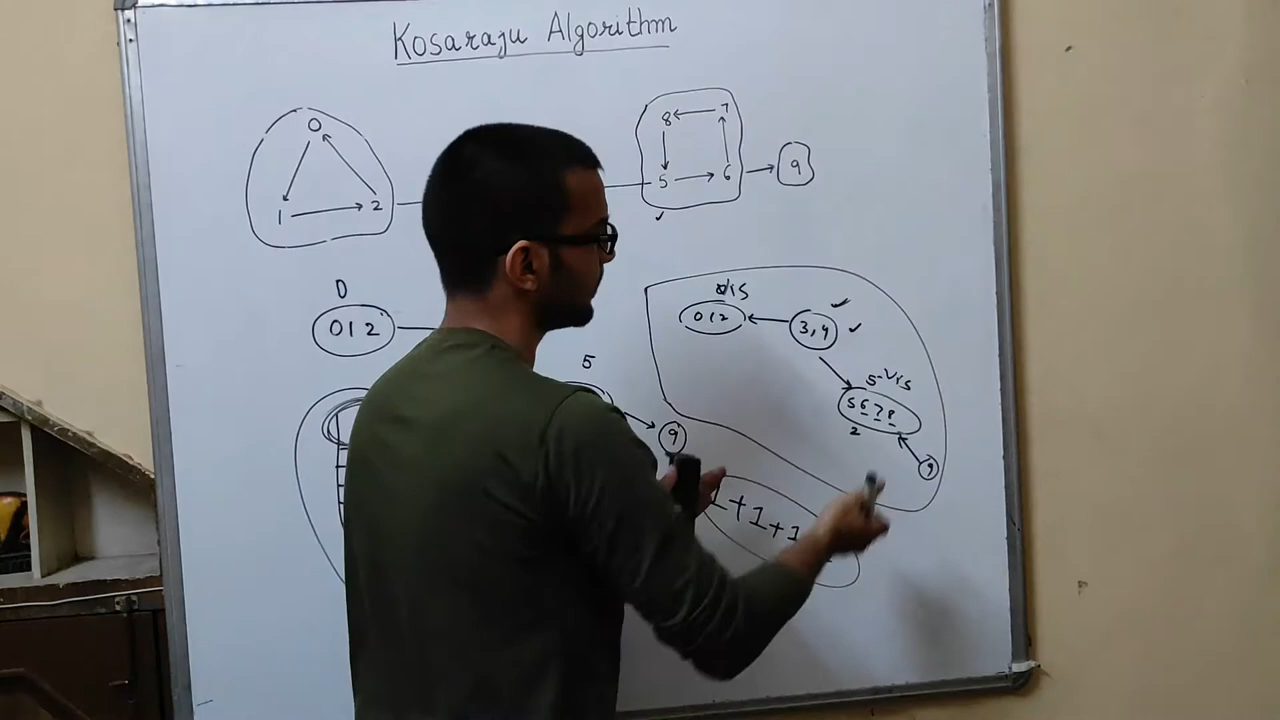 Kosaraju Algorithm
0
1 2
8 7
5 6
9
0
0 1 2
5
9
vis
0 1 2
3, 4
5-vis
5 6 7 8
2
9
1 + 1 + 1